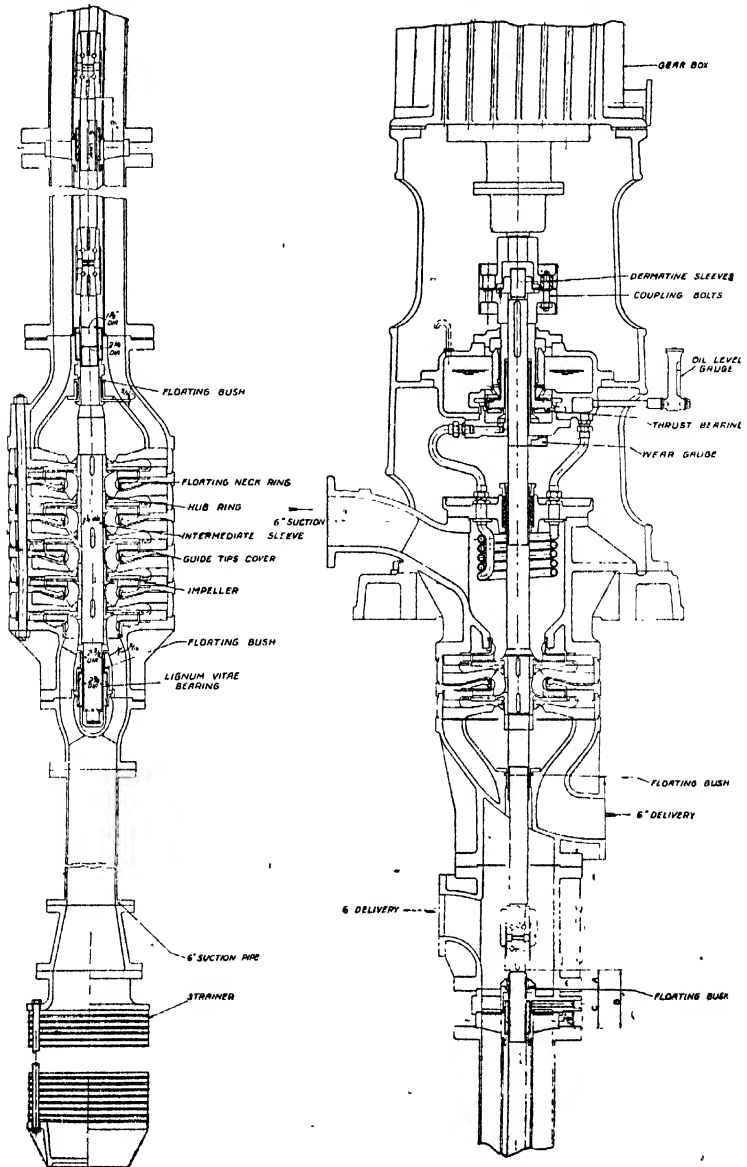 FLOATING BUSH
FLOATING NECK RING
HUB RING
INTERMEDIATE SLEEVE
GUIDE TIPS COVER
IMPELLER
FLOATING BUSH
LIGNUM VITAE
BEARING
6" SUCTION PIPE
STRAINER
GEAR BOX
DERMATINE SLEEVES
COUPLING BOLTS
OIL LEVEL
GAUGE
THRUST BEARING
WEAR GAUGE
6" SUCTION
FLOATING BUSH
6" DELIVERY
6 DELIVERY
FLOATING BUSH